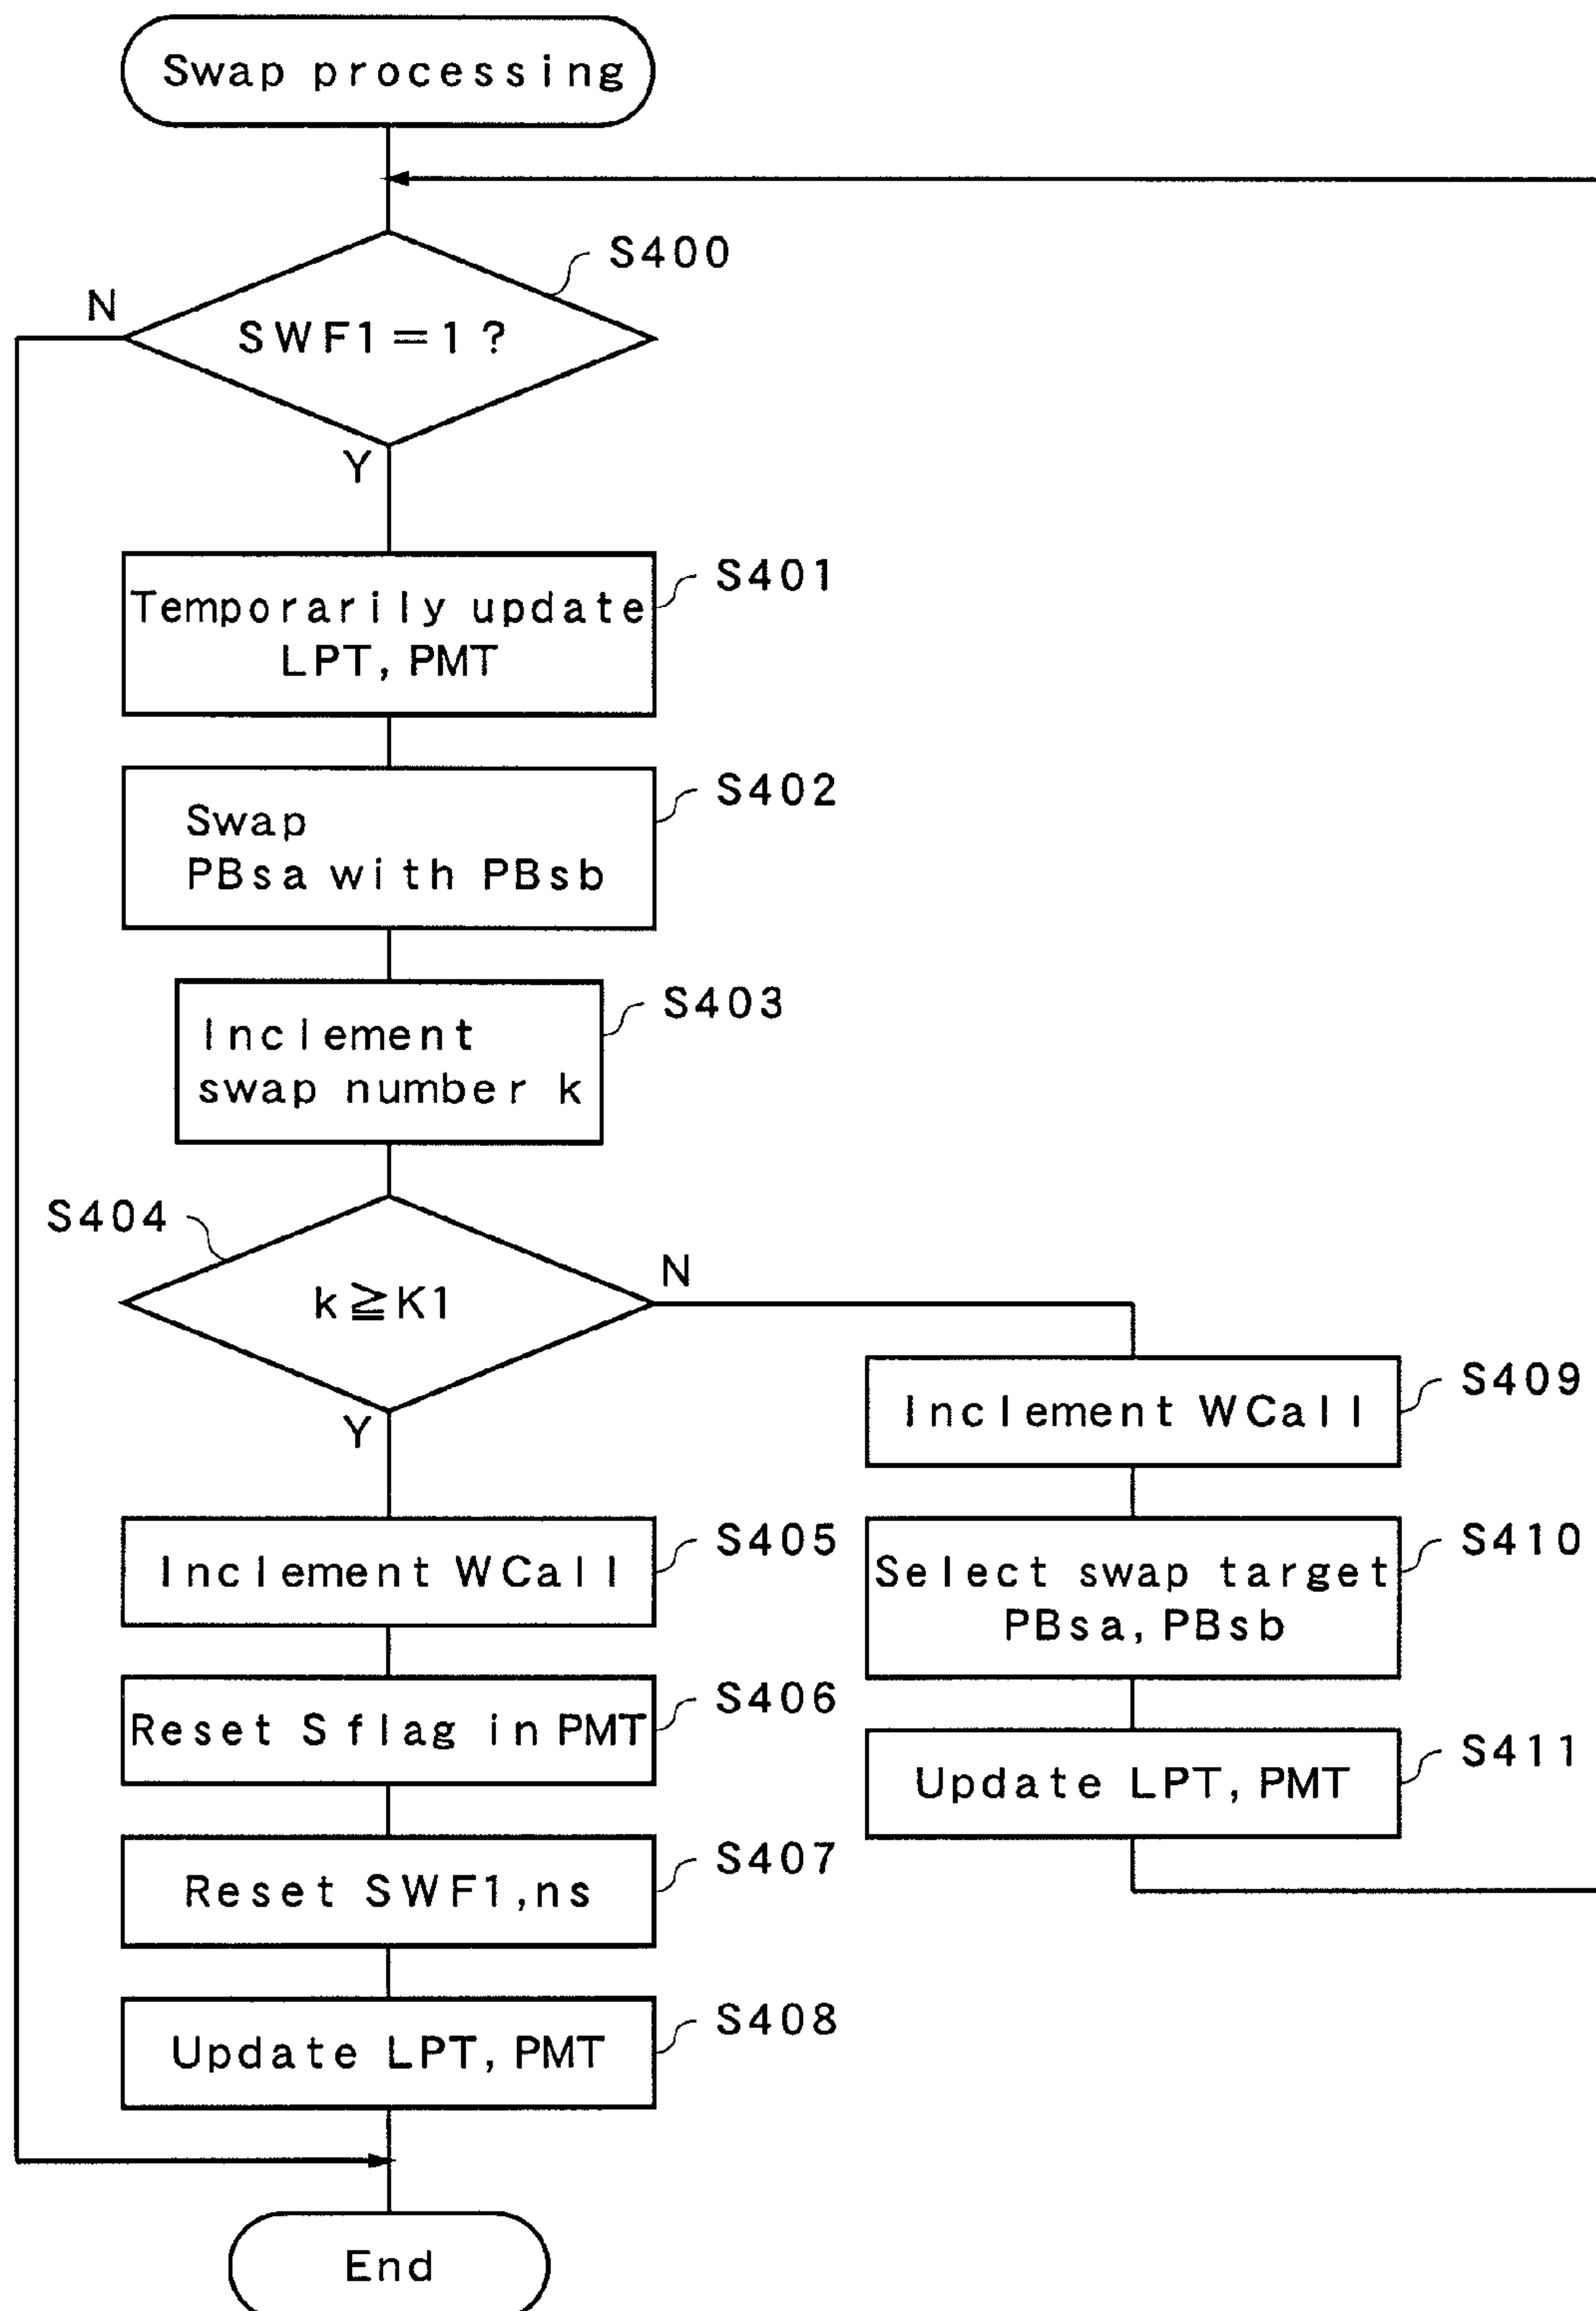 Swap processing
S400
N
SWF1=1?
Y
S401
Temporarily update
LPT, PMT
S402
Swap
PBsa with PBsb
S403
Inclement
swap number k
S404
k≧K1
N
Y
S409
Inclement WCall
S405
Inclement WCall
S410
Select swap target
PBsa, PBsb
S406
Reset S flag in PMT
S411
Update LPT, PMT
S407
Reset SWF1,ns
S408
Update LPT, PMT
End